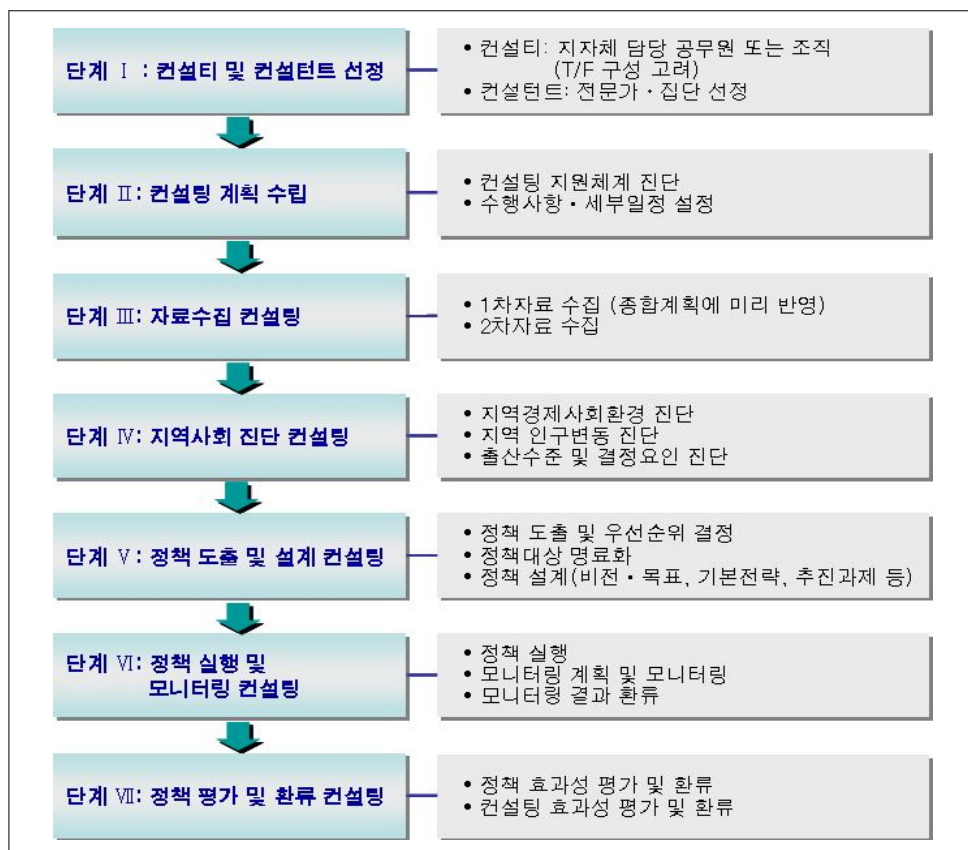 단계 Ⅰ : 컨설티 및 컨설턴트 선정
• 컨설티: 지자체 담당 공무원 또는 조직
(T/F 구성 고려)
• 컨설턴트: 전문가·집단 선정
단계 Ⅱ: 컨설팅 계획 수립
• 컨설팅 지원체계 진단
• 수행사항·세부일정 설정
단계 Ⅲ: 자료수집 컨설팅
• 1차자료 수집 (종합계획에 미리 반영)
• 2차자료 수집
단계 Ⅳ: 지역사회 진단 컨설팅
• 지역경제사회환경 진단
• 지역 인구변동 진단
• 출산수준 및 결정요인 진단
단계 Ⅴ: 정책 도출 및 설계 컨설팅
• 정책 도출 및 우선순위 결정
• 정책대상 명료화
• 정책 설계(비전·목표, 기본전략, 추진과제 등)
단계 Ⅵ: 정책 실행 및
모니터링 컨설팅
• 정책 실행
• 모니터링 계획 및 모니터링
• 모니터링 결과 환류
단계 Ⅶ: 정책 평가 및 환류 컨설팅
• 정책 효과성 평가 및 환류
• 컨설팅 효과성 평가 및 환류